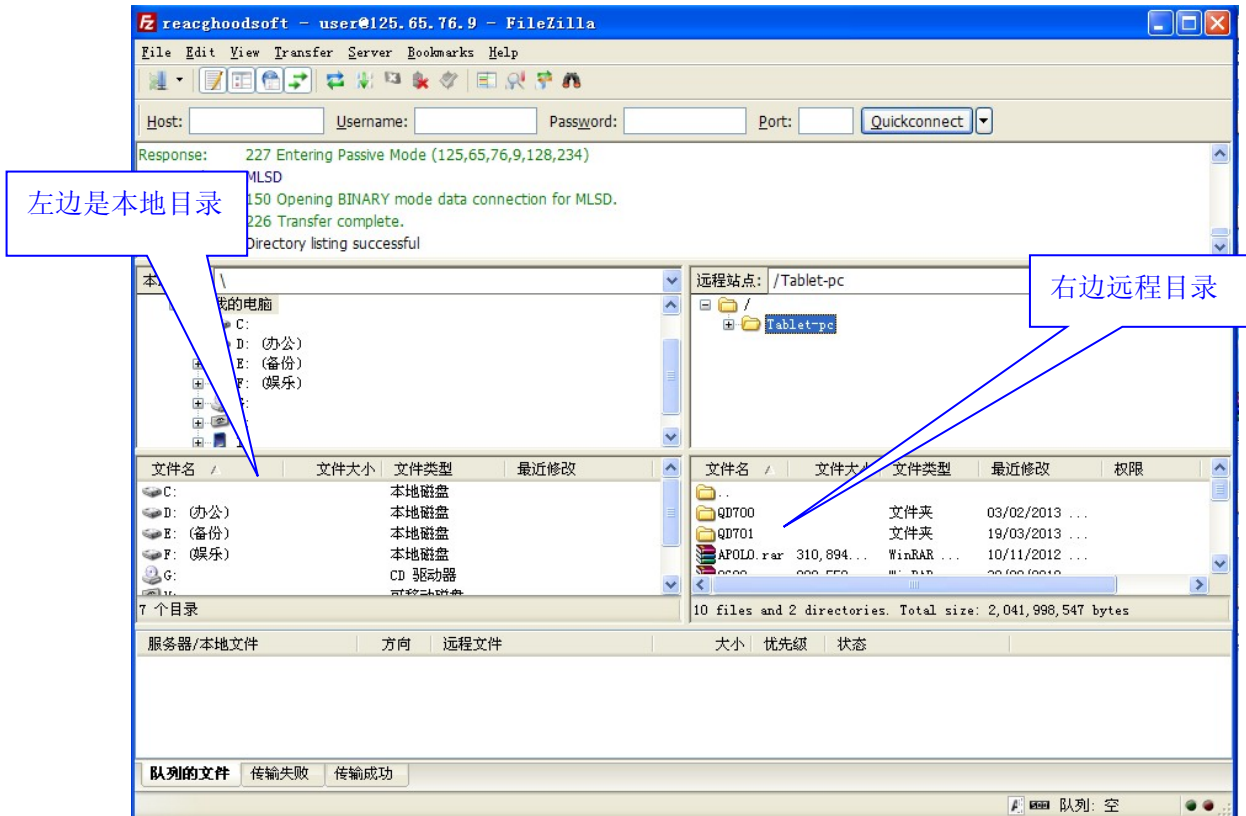 reacghoodsoft - user@125.65.76.9 - FileZilla
File Edit View Transfer Server Bookmarks Help
Host: Username: Password: Port: Quickconnect
Response: 227 Entering Passive Mode (125,65,76,9,128,234)
MLSD
150 Opening BINARY mode data connection for MLSD.
226 Transfer complete.
Directory listing successful
左边是本地目录
右边远程目录
\
我的电脑
C:
D: (办公)
E: (备份)
F: (娱乐)
远程站点: /Tablet-pc
/
Tablet-pc
文件名 文件大小 文件类型 最近修改
C: 本地磁盘
D: (办公) 本地磁盘
E: (备份) 本地磁盘
F: (娱乐) 本地磁盘
G: CD 驱动器
可移动磁盘
7 个目录
文件名 文件大小 文件类型 最近修改 权限
..
QD700 文件夹 03/02/2013 ...
QD701 文件夹 19/03/2013 ...
APOLO.rar 310,894... WinRAR ... 10/11/2012 ...
10 files and 2 directories. Total size: 2,041,998,547 bytes
服务器/本地文件 方向 远程文件 大小 优先级 状态
队列的文件 传输失败 传输成功
队列: 空